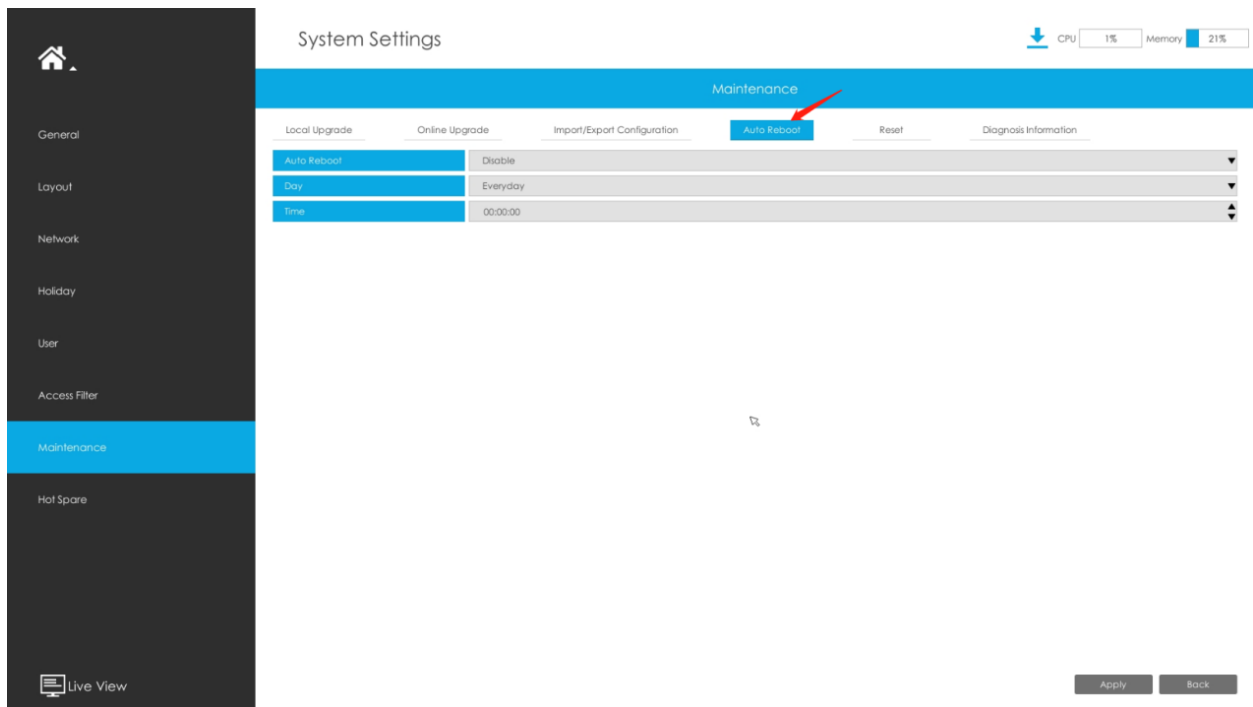 System Settings
CPU 1% Memory 21%
Maintenance
General
Layout
Network
Holiday
User
Access Filter
Maintenance
Hot Spare
Live View
Local Upgrade Online Upgrade Import/Export Configuration Auto Reboot Reset Diagnosis Information
Auto Reboot Disable
Day Everyday
Time 00:00:00
Apply Back